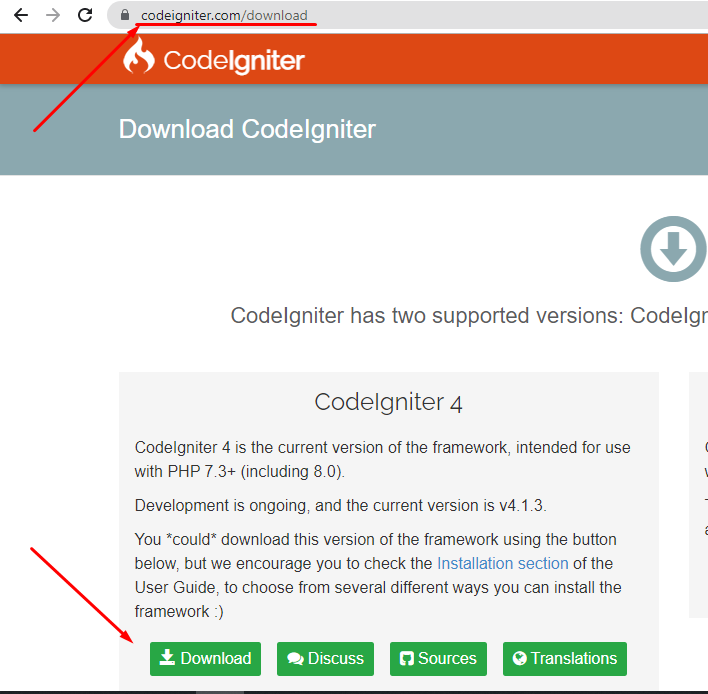 codeigniter.com/download
CodeIgniter
Download CodeIgniter
CodeIgniter has two supported versions:
CodeIgniter 4
CodeIgniter 4 is the current version of the framework, intended for use
with PHP 7.3+ (including 8.0).
Development is ongoing, and the current version is v4.1.3.
You *could* download this version of the framework using the button
below, but we encourage you to check the Installation section of the
User Guide, to choose from several different ways you can install the
framework :)
Download Discuss Sources Translations